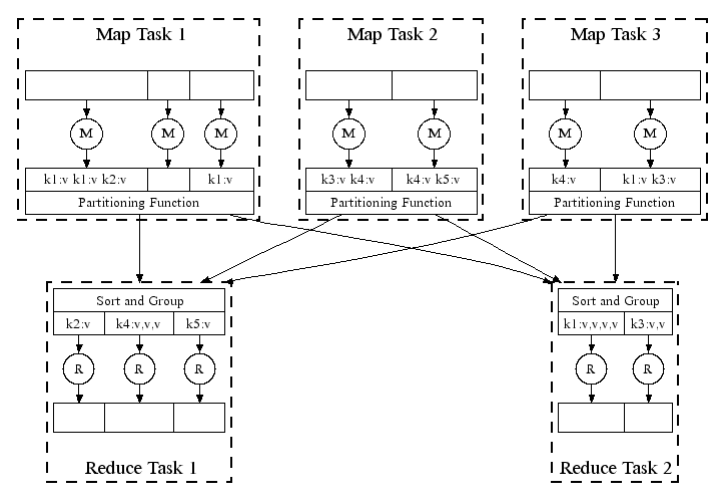 Map Task 1 Map Task 2 Map Task 3
M M M M M M M
k1:v k1:v k2:v k1:v k3:v k4:v k4:v k5:v k4:v k1:v k3:v
Partitioning Function Partitioning Function Partitioning Function
Sort and Group Sort and Group
k2:v k4:v,v,v k5:v k1:v,v,v,v k3:v,v
R R R R R
Reduce Task 1 Reduce Task 2